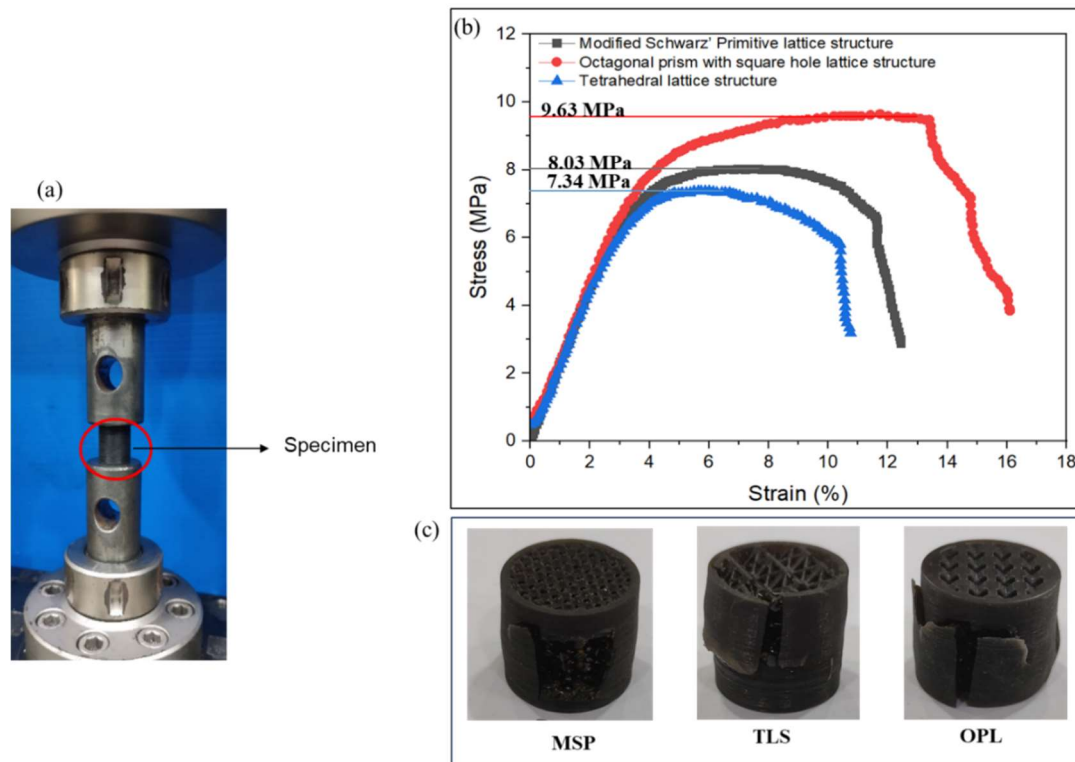 (a)
Specimen
(b)
Modified Schwarz' Primitive lattice structure
Octagonal prism with square hole lattice structure
Tetrahedral lattice structure
9.63 MPa
8.03 MPa
7.34 MPa
Stress (MPa)
12
10
8
6
4
2
0
0 2 4 6 8 10 12 14 16 18
Strain (%)
(c)
MSP TLS OPL